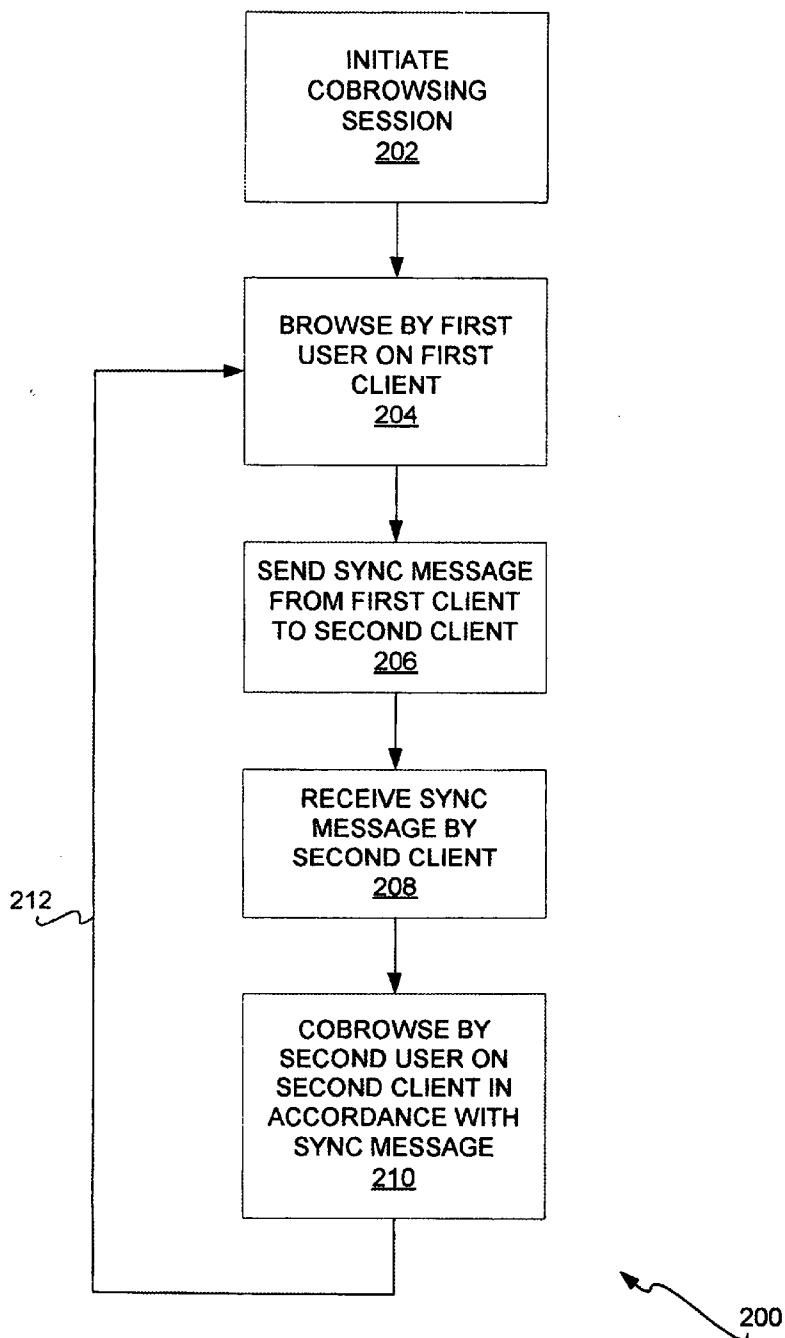 INITIATE
COBROWSING
SESSION
202
BROWSE BY FIRST
USER ON FIRST
CLIENT
204
SEND SYNC MESSAGE
FROM FIRST CLIENT
TO SECOND CLIENT
206
RECEIVE SYNC
MESSAGE BY
SECOND CLIENT
208
212
COBROWSE BY
SECOND USER ON
SECOND CLIENT IN
ACCORDANCE WITH
SYNC MESSAGE
210
200